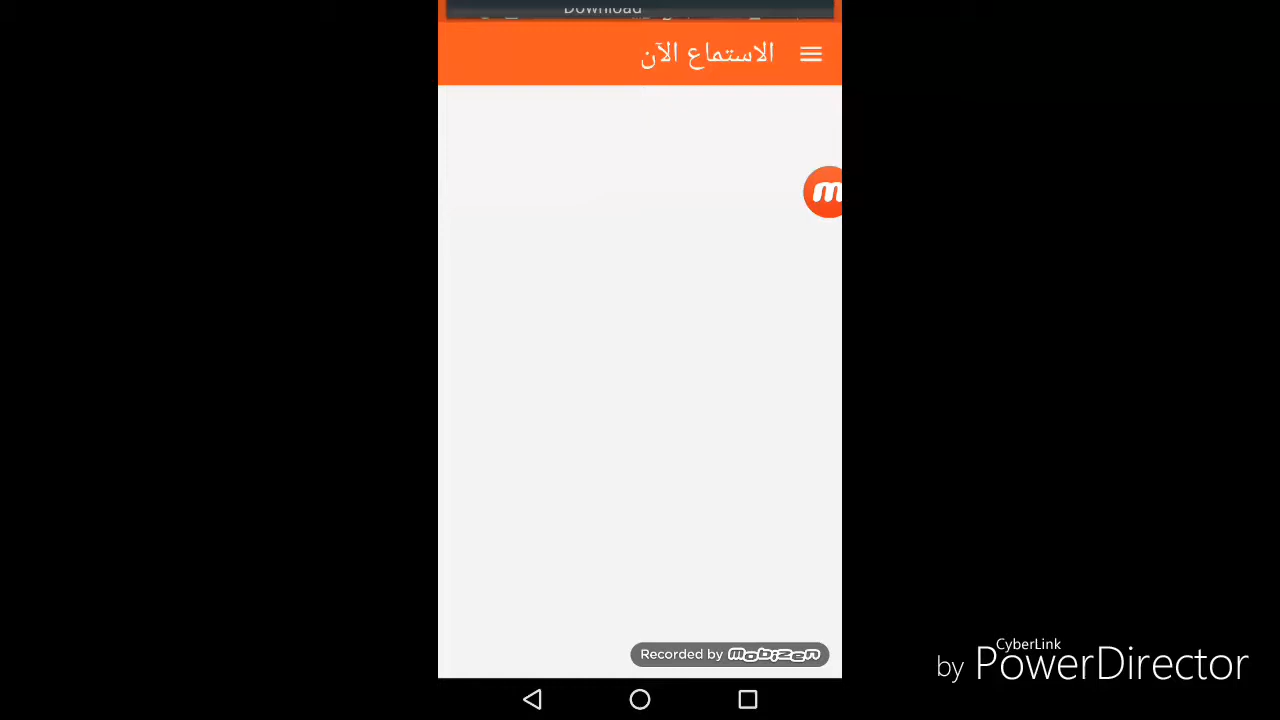 Download
الاستماع الآن
m
Recorded by mobizen
CyberLink
by PowerDirector